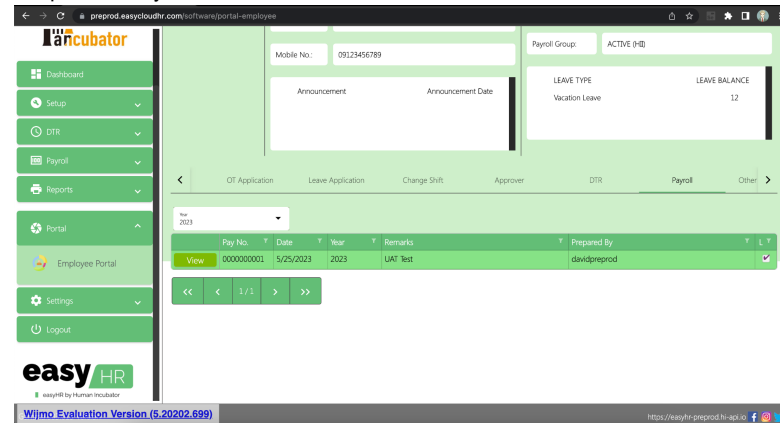 preprod.easycloudhr.com/software/portal-employee
ancubator
Dashboard
Setup
DTR
Payroll
Reports
Portal
Employee Portal
Settings
Logout
easy HR
easyHR by Human Incubator
Mobile No.: 09123456789
Announcement Announcement Date
Payroll Group: ACTIVE (HII)
LEAVE TYPE LEAVE BALANCE
Vacation Leave 12
OT Application Leave Application Change Shift Approver DTR Payroll Other
Year
2023
Pay No. Date Year Remarks Prepared By L
View 0000000001 5/25/2023 2023 UAT Test davidpreprod
<< < 1 / 1 > >>
Wijmo Evaluation Version (5.20202.699)
https://easyhr-preprod.hi-api.io